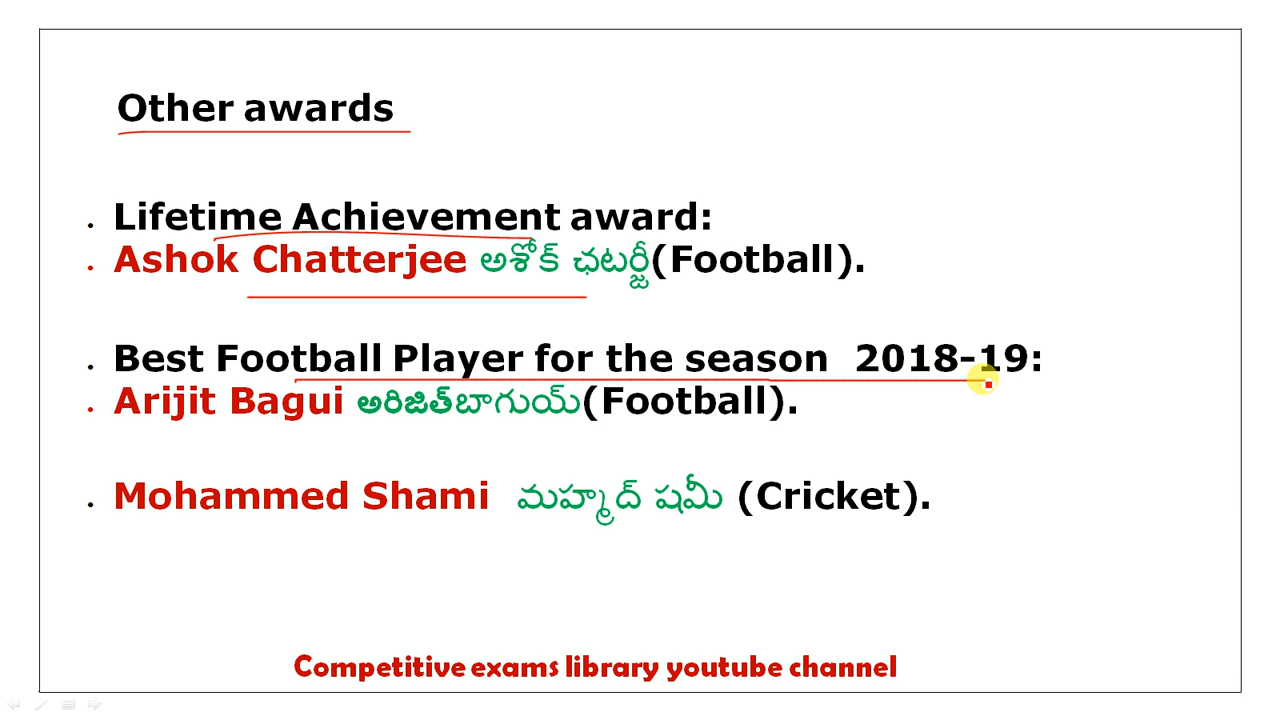 Other awards
Lifetime Achievement award:
Ashok Chatterjee అశోక్ ఛటర్జీ(Football).
Best Football Player for the season 2018-19:
Arijit Bagui అరిజిత్‌బాగుయ్(Football).
Mohammed Shami మహ్మద్ షమీ (Cricket).
Competitive exams library youtube channel